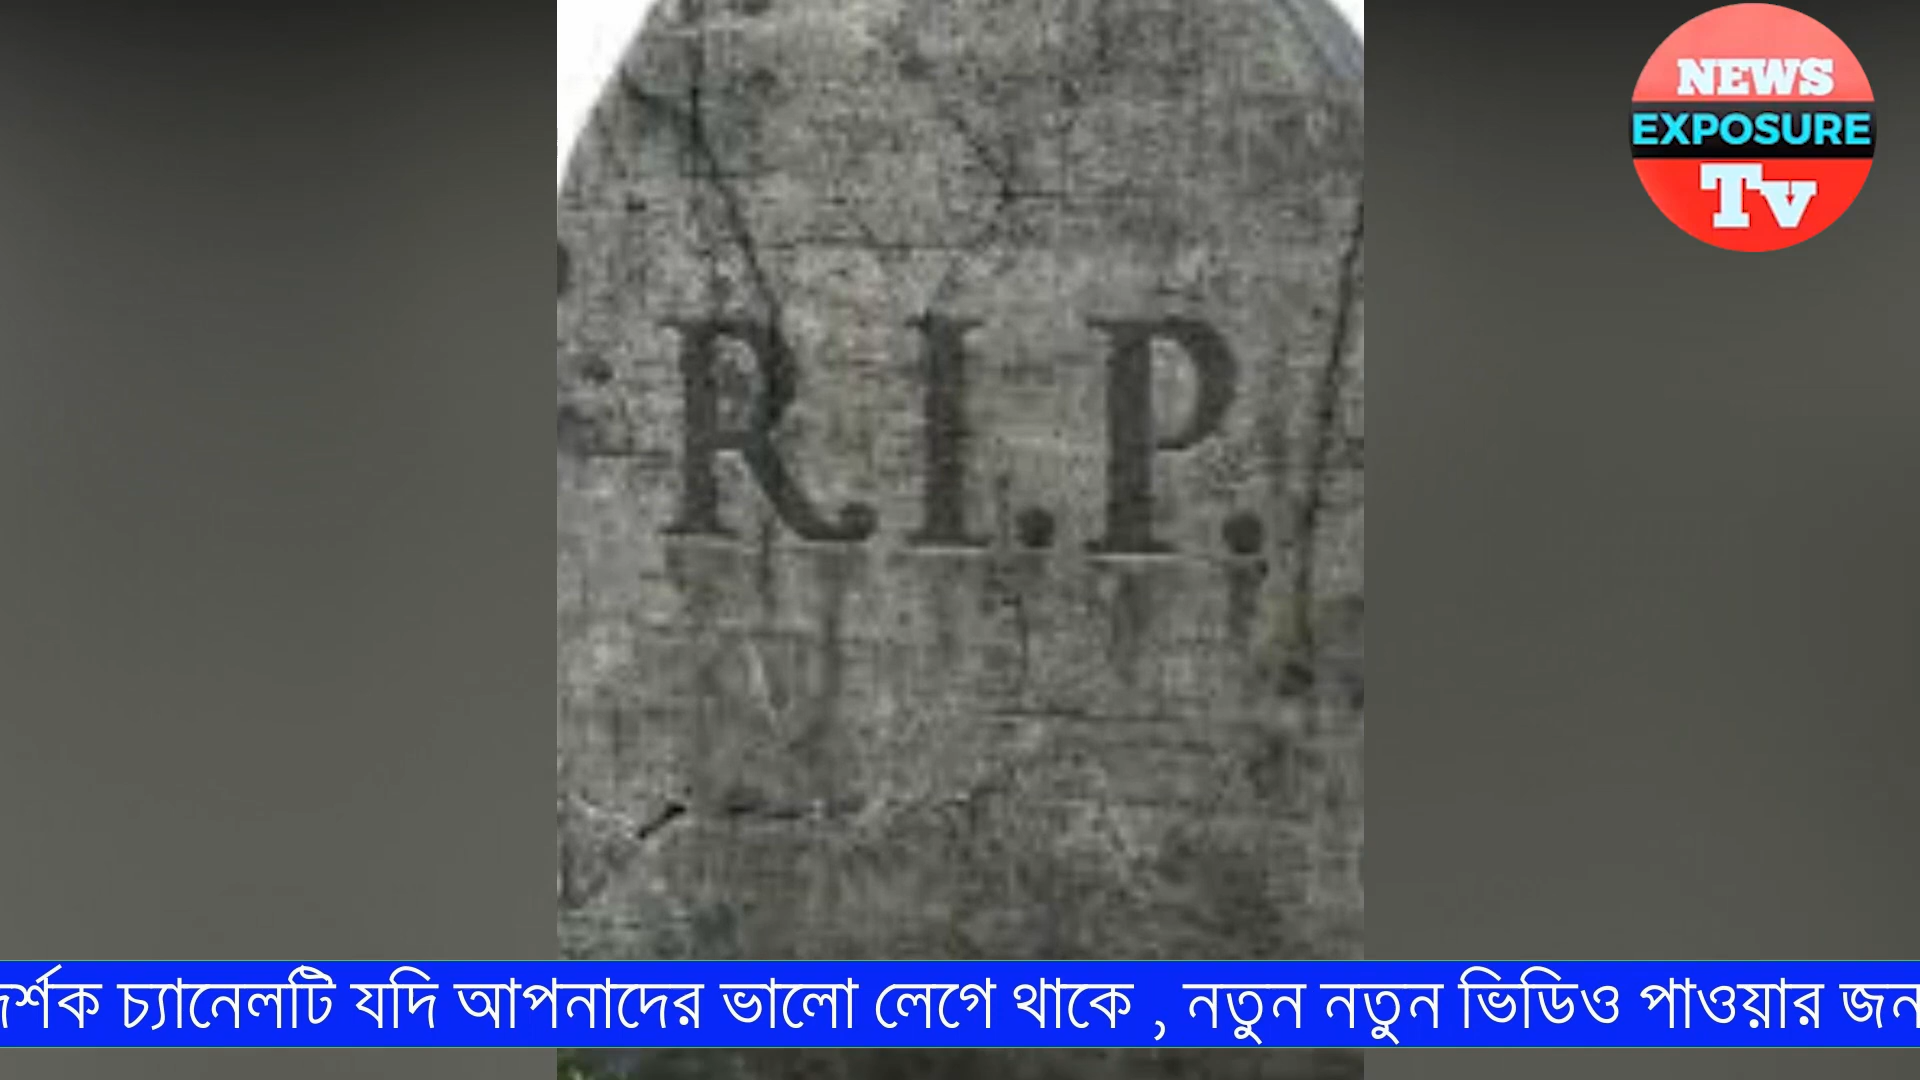 NEWS
EXPOSURE
Tv
R.I.P.
চ্যানেলটি যদি আপনাদের ভালো লেগে থাকে , নতুন নতুন ভিডিও পাওয়ার